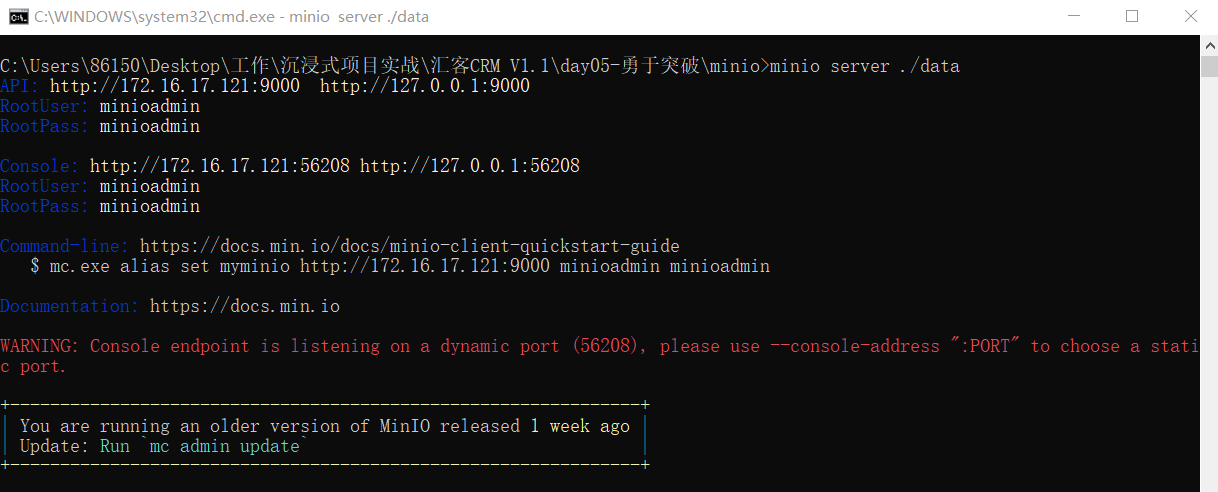 C:\WINDOWS\system32\cmd.exe - minio  server ./data
C:\Users\86150\Desktop\工作\沉浸式项目实战\汇客CRM V1.1\day05-勇于突破\minio>minio server ./data
API: http://172.16.17.121:9000  http://127.0.0.1:9000
RootUser: minioadmin
RootPass: minioadmin
Console: http://172.16.17.121:56208 http://127.0.0.1:56208
RootUser: minioadmin
RootPass: minioadmin
Command-line: https://docs.min.io/docs/minio-client-quickstart-guide
   $ mc.exe alias set myminio http://172.16.17.121:9000 minioadmin minioadmin
Documentation: https://docs.min.io
WARNING: Console endpoint is listening on a dynamic port (56208), please use --console-address ":PORT" to choose a stati
c port.
You are running an older version of MinIO released 1 week ago
Update: Run `mc admin update`